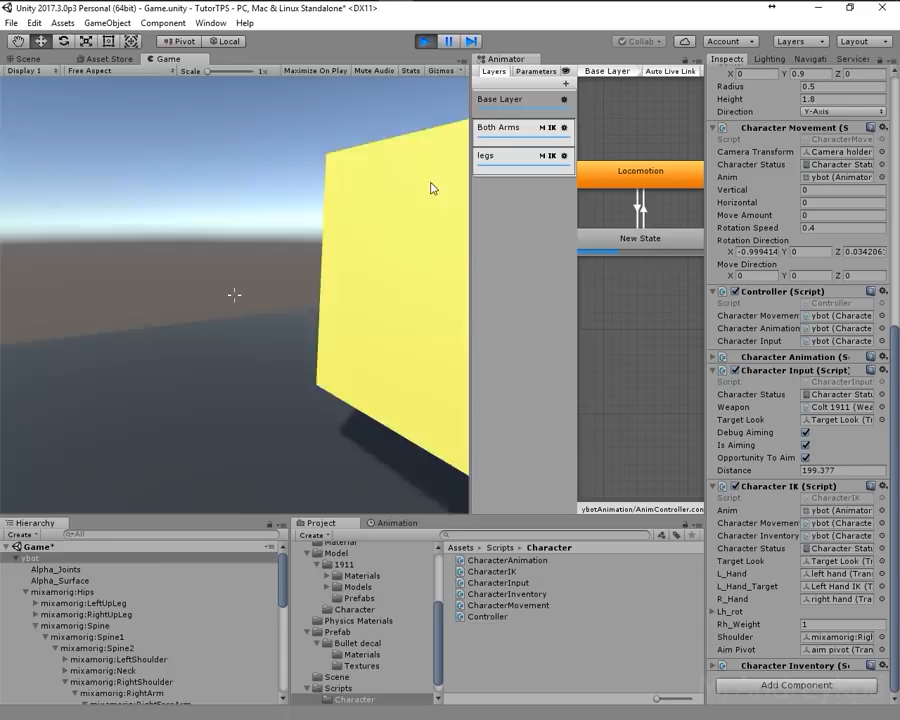 Unity 2017.3.0p3 Personal (64bit) - Game.unity - TutorTPS - PC, Mac & Linux Standalone* <DX11>
File Edit Assets GameObject Component Window Help
Pivot Local Collab Account Layers Layout
Scene Asset Store Game
Display 1 Free Aspect Scale 1x Maximize On Play Mute Audio Stats Gizmos
Animator
Layers Parameters Base Layer Auto Live Link
Base Layer
Both Arms M IK
legs M IK
Locomotion
New State
ybotAnimation/AnimController.con
Inspecto Lighting Navigati Services
X 0 Y 0.9 Z 0
Radius 0.5
Height 1.8
Direction Y-Axis
Character Movement (S
Script CharacterMove
Camera Transform Camera holder
Character Status Character Statu
Anim ybot (Animator
Vertical 0
Horizontal 0
Move Amount 0
Rotation Speed 0.4
Rotation Direction
X -0.999414 Y 0 Z 0.034206
Move Direction
X 0 Y 0 Z 0
Controller (Script)
Script Controller
Character Movemen ybot (Characte
Character Animation ybot (Characte
Character Input ybot (Characte
Character Animation (S
Character Input (Script)
Script CharacterInput
Character Status Character Statu
Weapon Colt 1911 (Wea
Target Look Target Look (Tr
Debug Aiming
Is Aiming
Opportunity To Aim
Distance 199.377
Character IK (Script)
Script CharacterIK
Anim ybot (Animator
Character Movemen ybot (Characte
Character Inventory ybot (Characte
Character Status Character Statu
Target Look Target Look (Tr
L_Hand left hand (Tran
L_Hand_Target Left Hand IK (T
R_Hand right hand (Tra
Lh_rot
Rh_Weight 1
Shoulder mixamorig:Righ
Aim Pivot aim pivot (Tran
Character Inventory (S
Add Component
Hierarchy
Create All
Game*
ybot
Alpha_Joints
Alpha_Surface
mixamorig:Hips
mixamorig:LeftUpLeg
mixamorig:RightUpLeg
mixamorig:Spine
mixamorig:Spine1
mixamorig:Spine2
mixamorig:LeftShoulder
mixamorig:Neck
mixamorig:RightShoulder
mixamorig:RightArm
mixamorig:RightForeArm
Project Animation
Create
Material
Model
1911
Materials
Models
Prefabs
Character
Physics Materials
Prefab
Bullet decal
Materials
Textures
Scene
Scripts
Character
Assets Scripts Character
CharacterAnimation
CharacterIK
CharacterInput
CharacterInventory
CharacterMovement
Controller